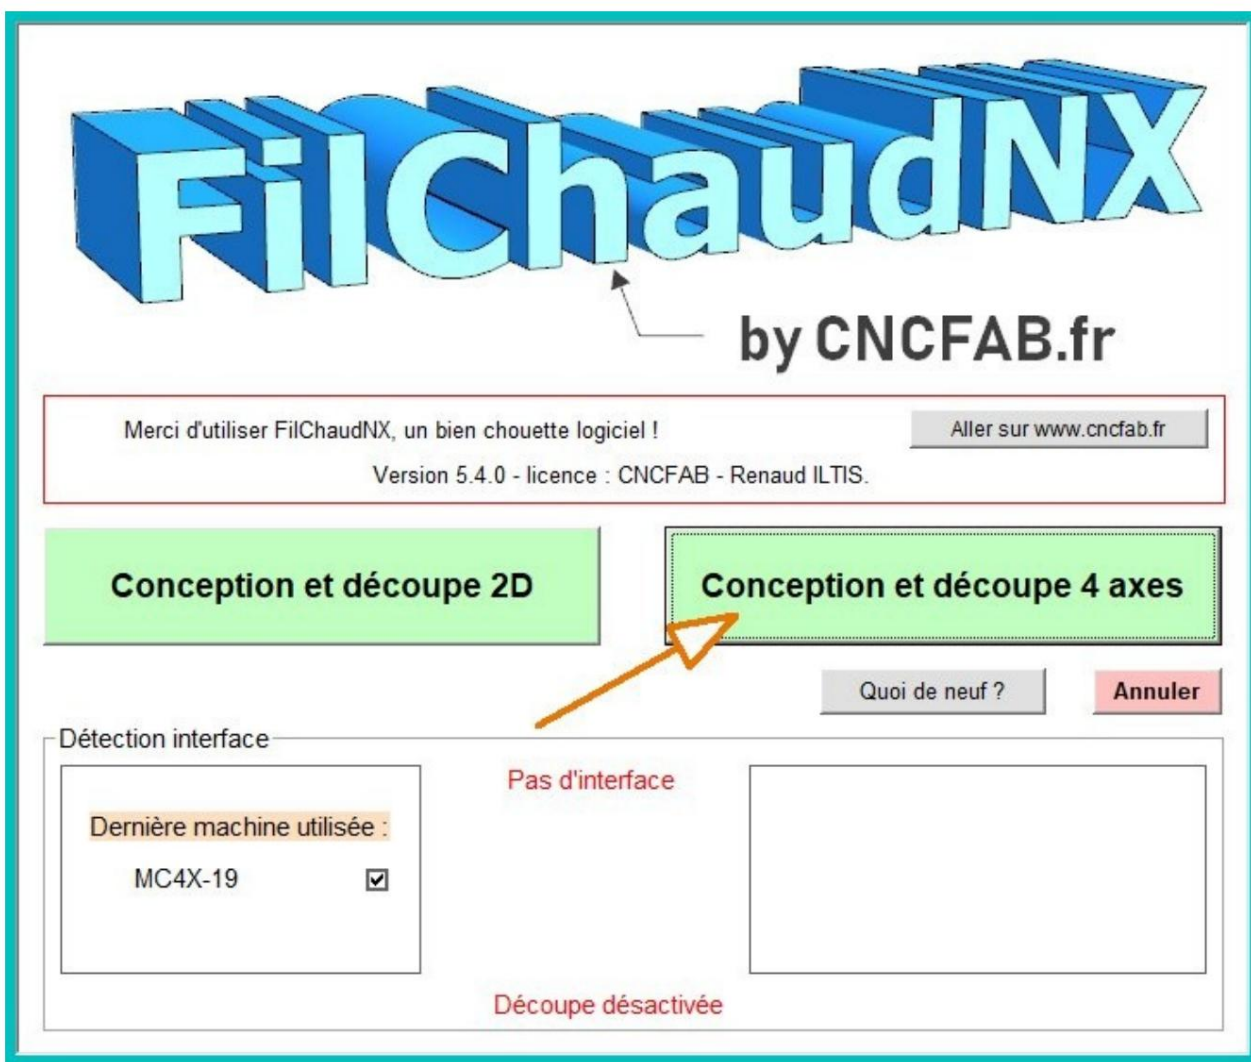 FilChaudNX
by CNCFAB.fr
Merci d'utiliser FilChaudNX, un bien chouette logiciel !
Aller sur www.cncfab.fr
Version 5.4.0 - licence : CNCFAB - Renaud ILTIS.
Conception et découpe 2D
Conception et découpe 4 axes
Quoi de neuf ?
Annuler
Détection interface
Pas d'interface
Dernière machine utilisée :
MC4X-19
Découpe désactivée